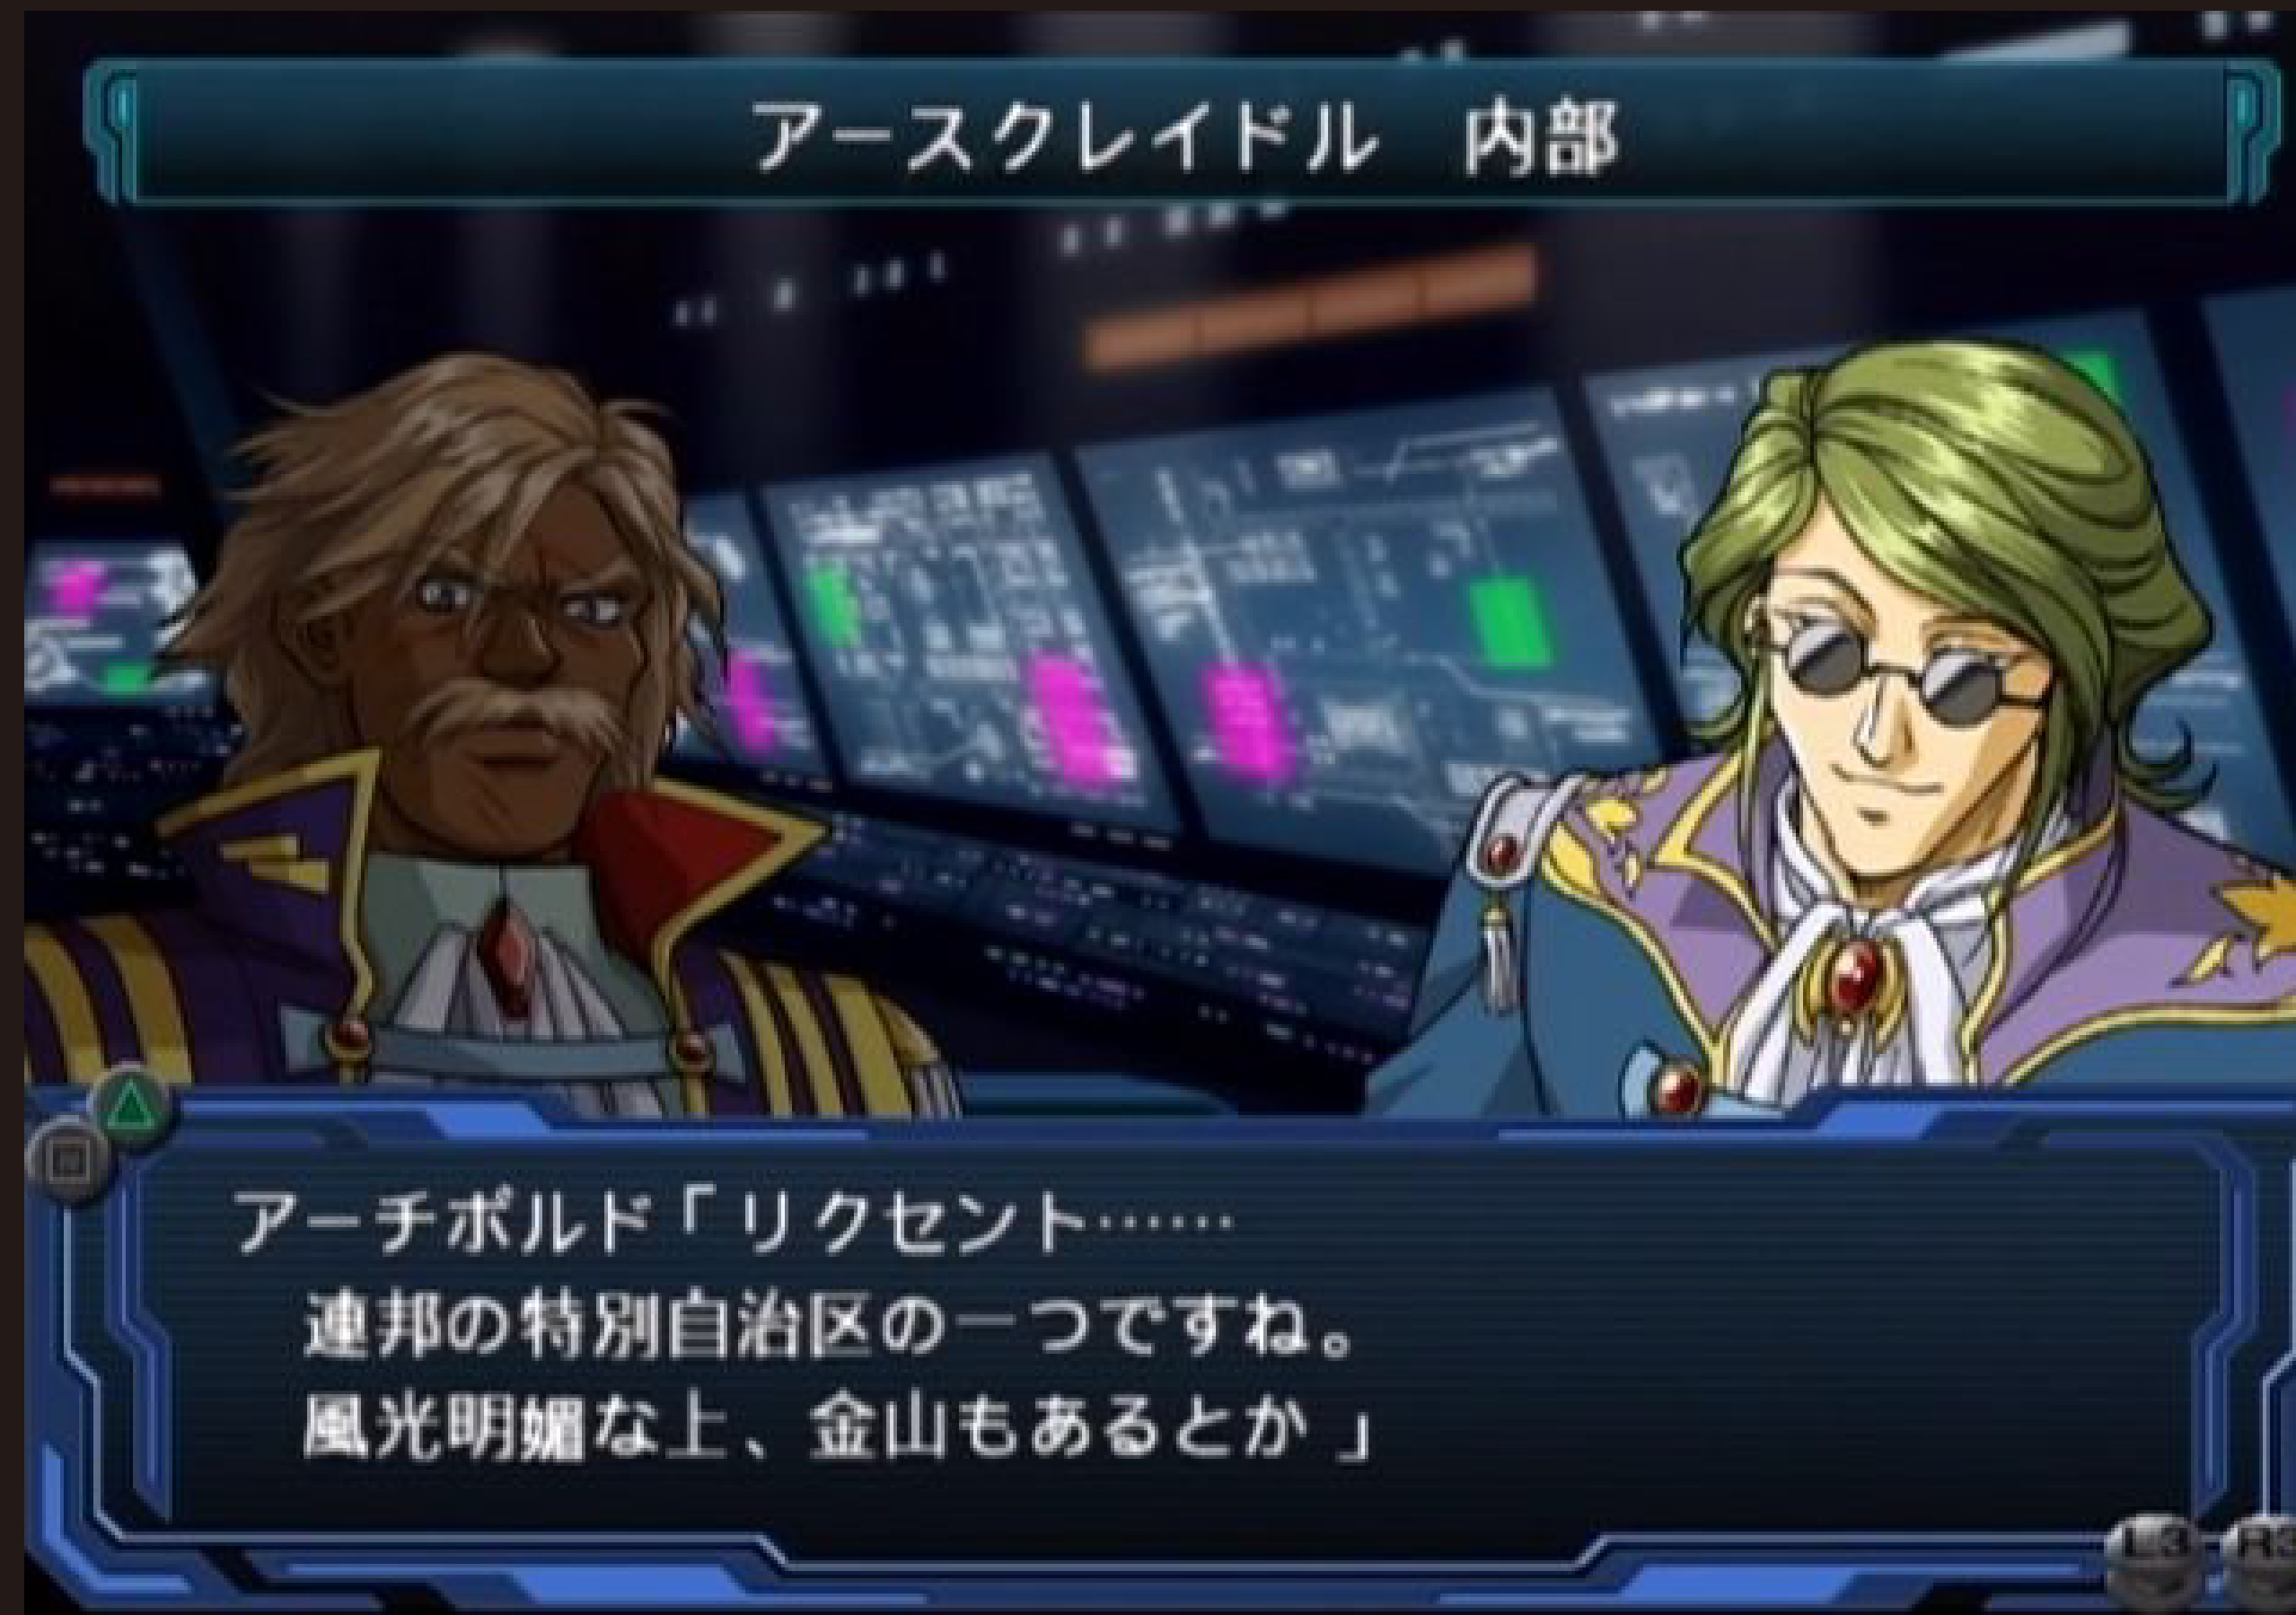 アースクレイドル　内部
アーチボルド「リクセント……
連邦の特別自治区の一つですね。
風光明媚な上、金山もあるとか」
L3 R3